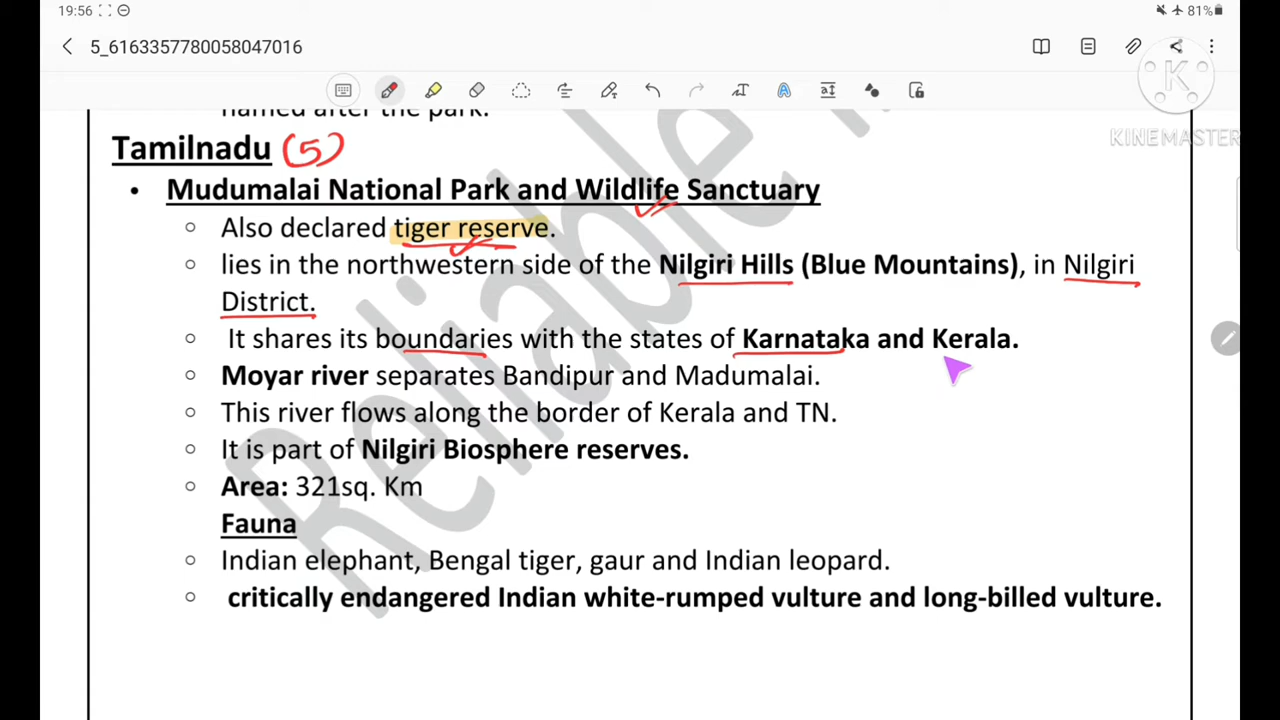 19:56
81%
5_6163357780058047016
KINEMASTER
named after the park.
Tamilnadu (5)
• Mudumalai National Park and Wildlife Sanctuary
○ Also declared tiger reserve.
○ lies in the northwestern side of the Nilgiri Hills (Blue Mountains), in Nilgiri
District.
○ It shares its boundaries with the states of Karnataka and Kerala.
○ Moyar river separates Bandipur and Madumalai.
○ This river flows along the border of Kerala and TN.
○ It is part of Nilgiri Biosphere reserves.
○ Area: 321sq. Km
Fauna
○ Indian elephant, Bengal tiger, gaur and Indian leopard.
○ critically endangered Indian white-rumped vulture and long-billed vulture.
Reliable